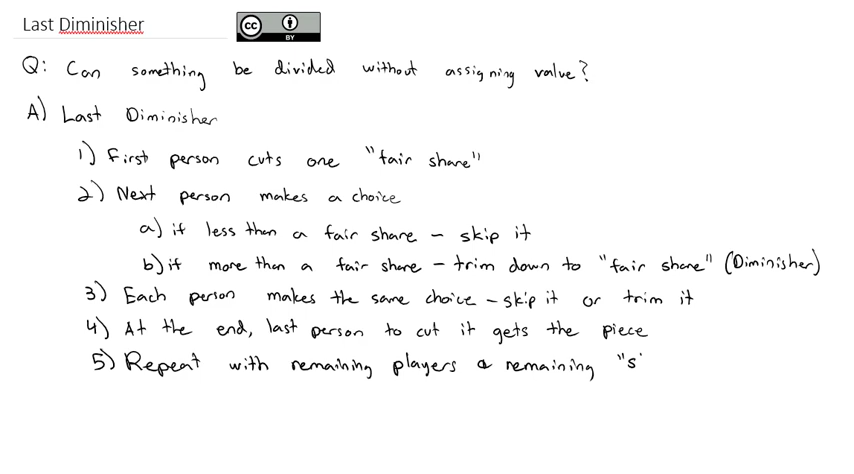 Last Diminisher
cc BY
Q: Can something be divided without assigning value?
A) Last Diminisher
1) First person cuts one "fair share"
2) Next person makes a choice
a) if less than a fair share - skip it
b) if more than a fair share - trim down to "fair share" (Diminisher)
3) Each person makes the same choice - skip it or trim it
4) At the end, last person to cut it gets the piece
5) Repeat with remaining players & remaining "s